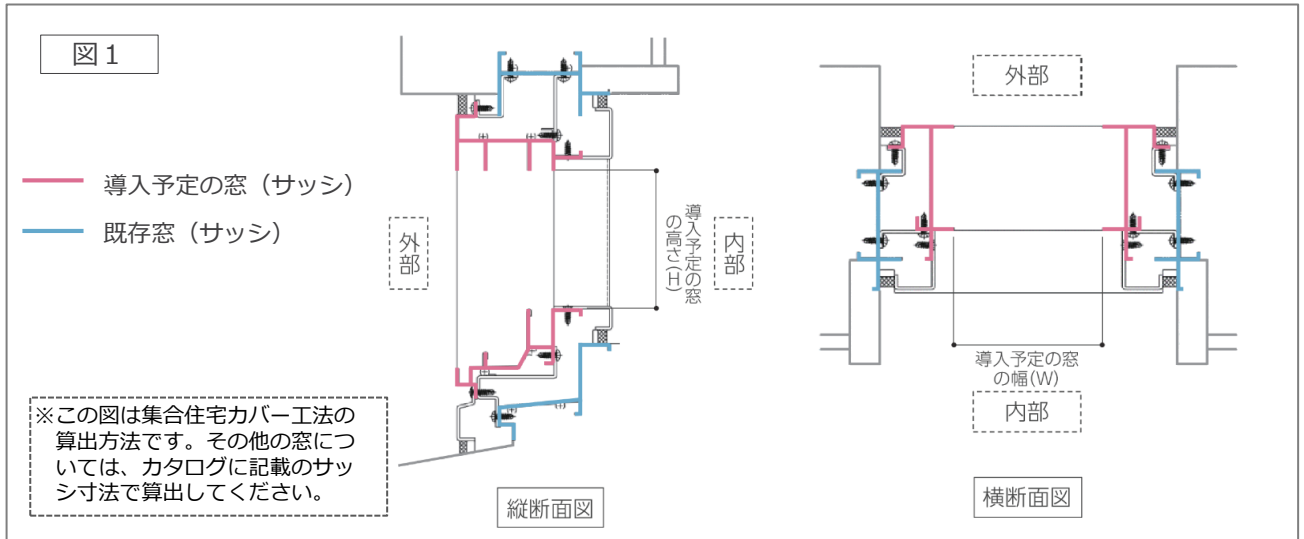 図1
導入予定の窓（サッシ）
既存窓（サッシ）
※この図は集合住宅カバー工法の
算出方法です。その他の窓につ
いては、カタログに記載のサッ
シ寸法で算出してください。
外部
導入予定の窓
の高さ(H)
内部
縦断面図
外部
導入予定の窓
の幅(W)
内部
横断面図